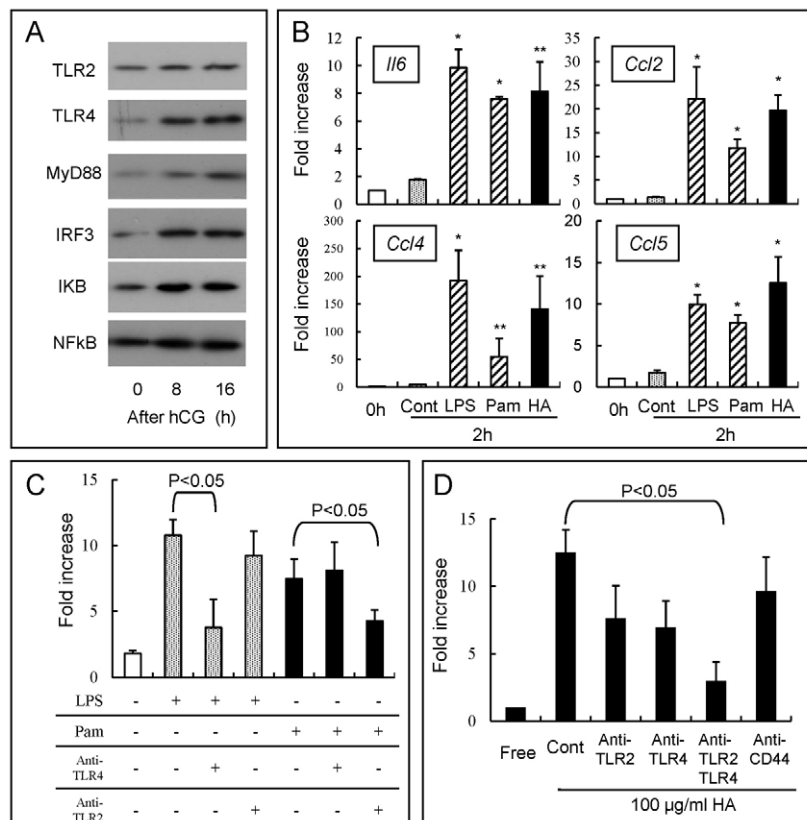 A
TLR2
TLR4
MyD88
IRF3
IKB
NFkB
0 8 16
After hCG (h)
B
Fold increase
12
10
8
6
4
2
0
Il6
* * **
35
30
25
20
15
10
5
0
Ccl2
* * *
Fold increase
300
250
200
150
100
50
0
Ccl4
* ** **
0h Cont LPS Pam HA
2h
20
15
10
5
0
Ccl5
* * *
0h Cont LPS Pam HA
2h
C
Fold increase
15
10
5
0
P<0.05
P<0.05
LPS - + + + - - -
Pam - - - - + + +
Anti-
TLR4 - - + - - + -
Anti-
TLR2 - - - + - - +
D
Fold increase
15
10
5
0
P<0.05
Free Cont Anti-TLR2 Anti-TLR4 Anti-TLR2 TLR4 Anti-CD44
100 µg/ml HA